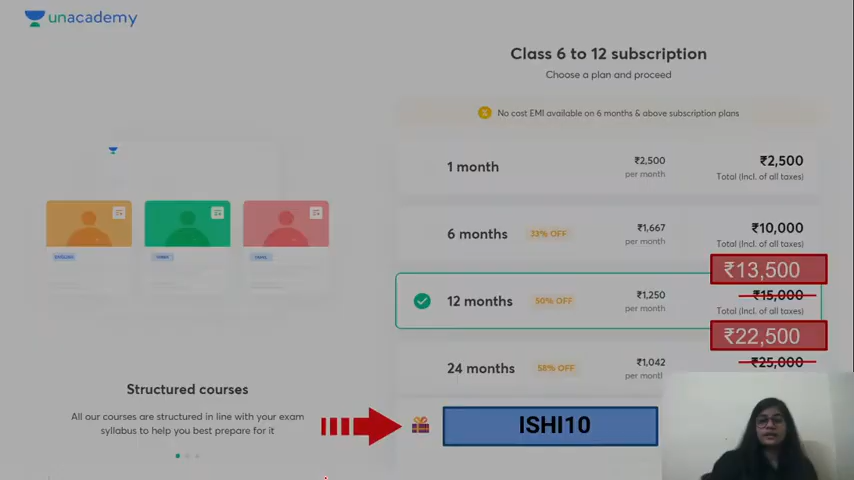 unacademy
Class 6 to 12 subscription
Choose a plan and proceed
No cost EMI available on 6 months & above subscription plans
1 month
₹2,500
per month
₹2,500
Total (Incl. of all taxes)
6 months
33% OFF
₹1,667
per month
₹10,000
Total (Incl. of all taxes)
₹13,500
12 months
50% OFF
₹1,250
per month
₹15,000
Total (Incl. of all taxes)
₹22,500
24 months
58% OFF
₹1,042
per month
₹25,000
Structured courses
All our courses are structured in line with your exam
syllabus to help you best prepare for it
ISHI10